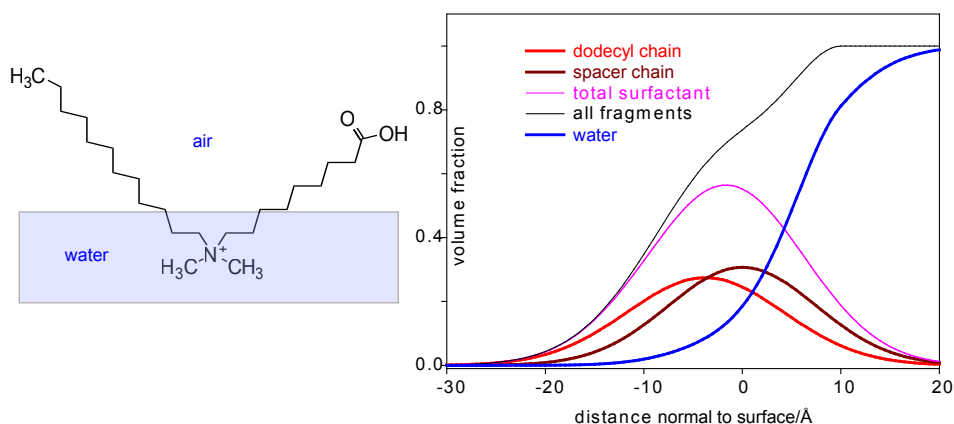 H3C
air
O
OH
water
N+
H3C
CH3
dodecyl chain
spacer chain
total surfactant
all fragments
water
volume fraction
0.8
0.4
0.0
-30
-20
-10
0
10
20
distance normal to surface/Å